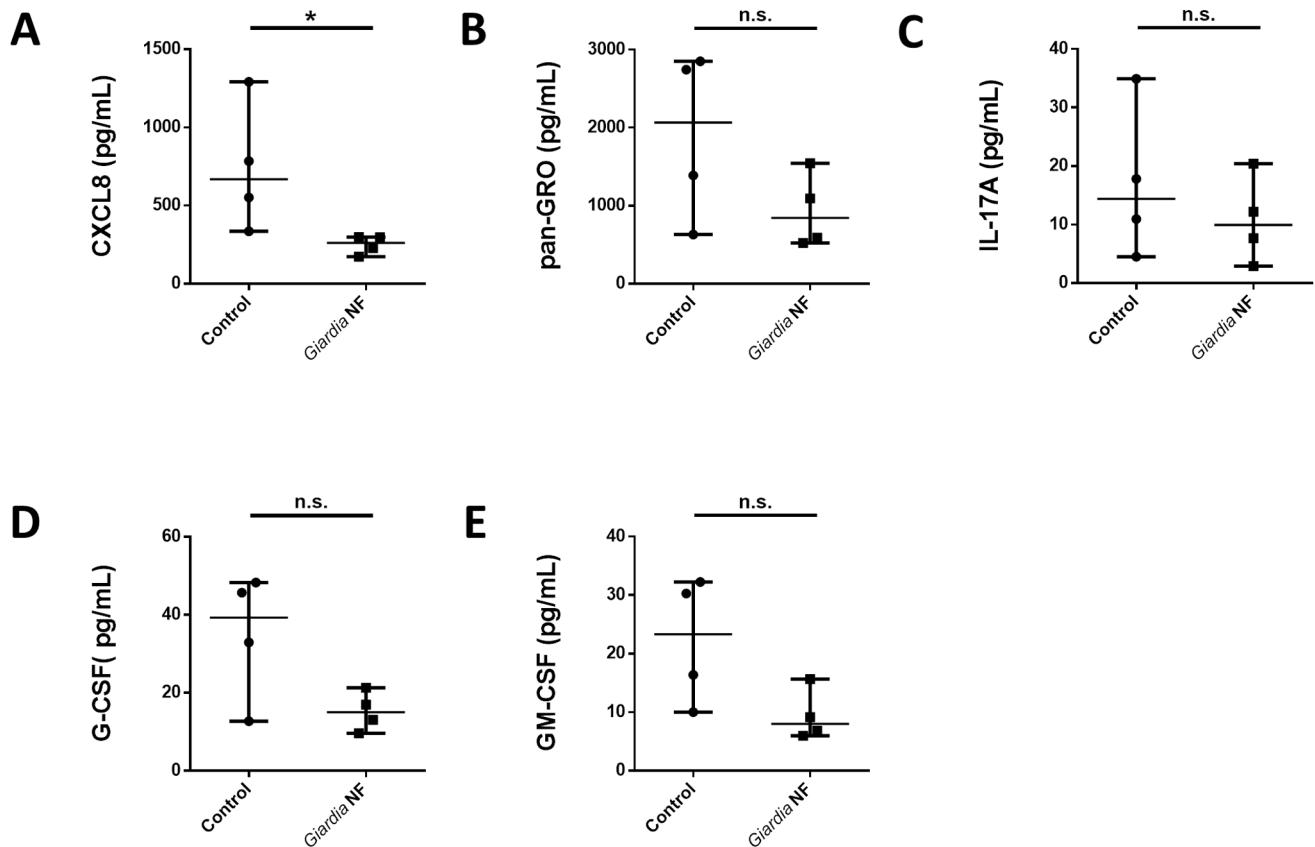 A
*
CXCL8 (pg/mL)
1500
1000
500
0
Control
Giardia NF
B
n.s.
pan-GRO (pg/mL)
3000
2000
1000
0
Control
Giardia NF
C
n.s.
IL-17A (pg/mL)
40
30
20
10
0
Control
Giardia NF
D
n.s.
G-CSF( pg/mL)
60
40
20
0
Control
Giardia NF
E
n.s.
GM-CSF (pg/mL)
40
30
20
10
0
Control
Giardia NF